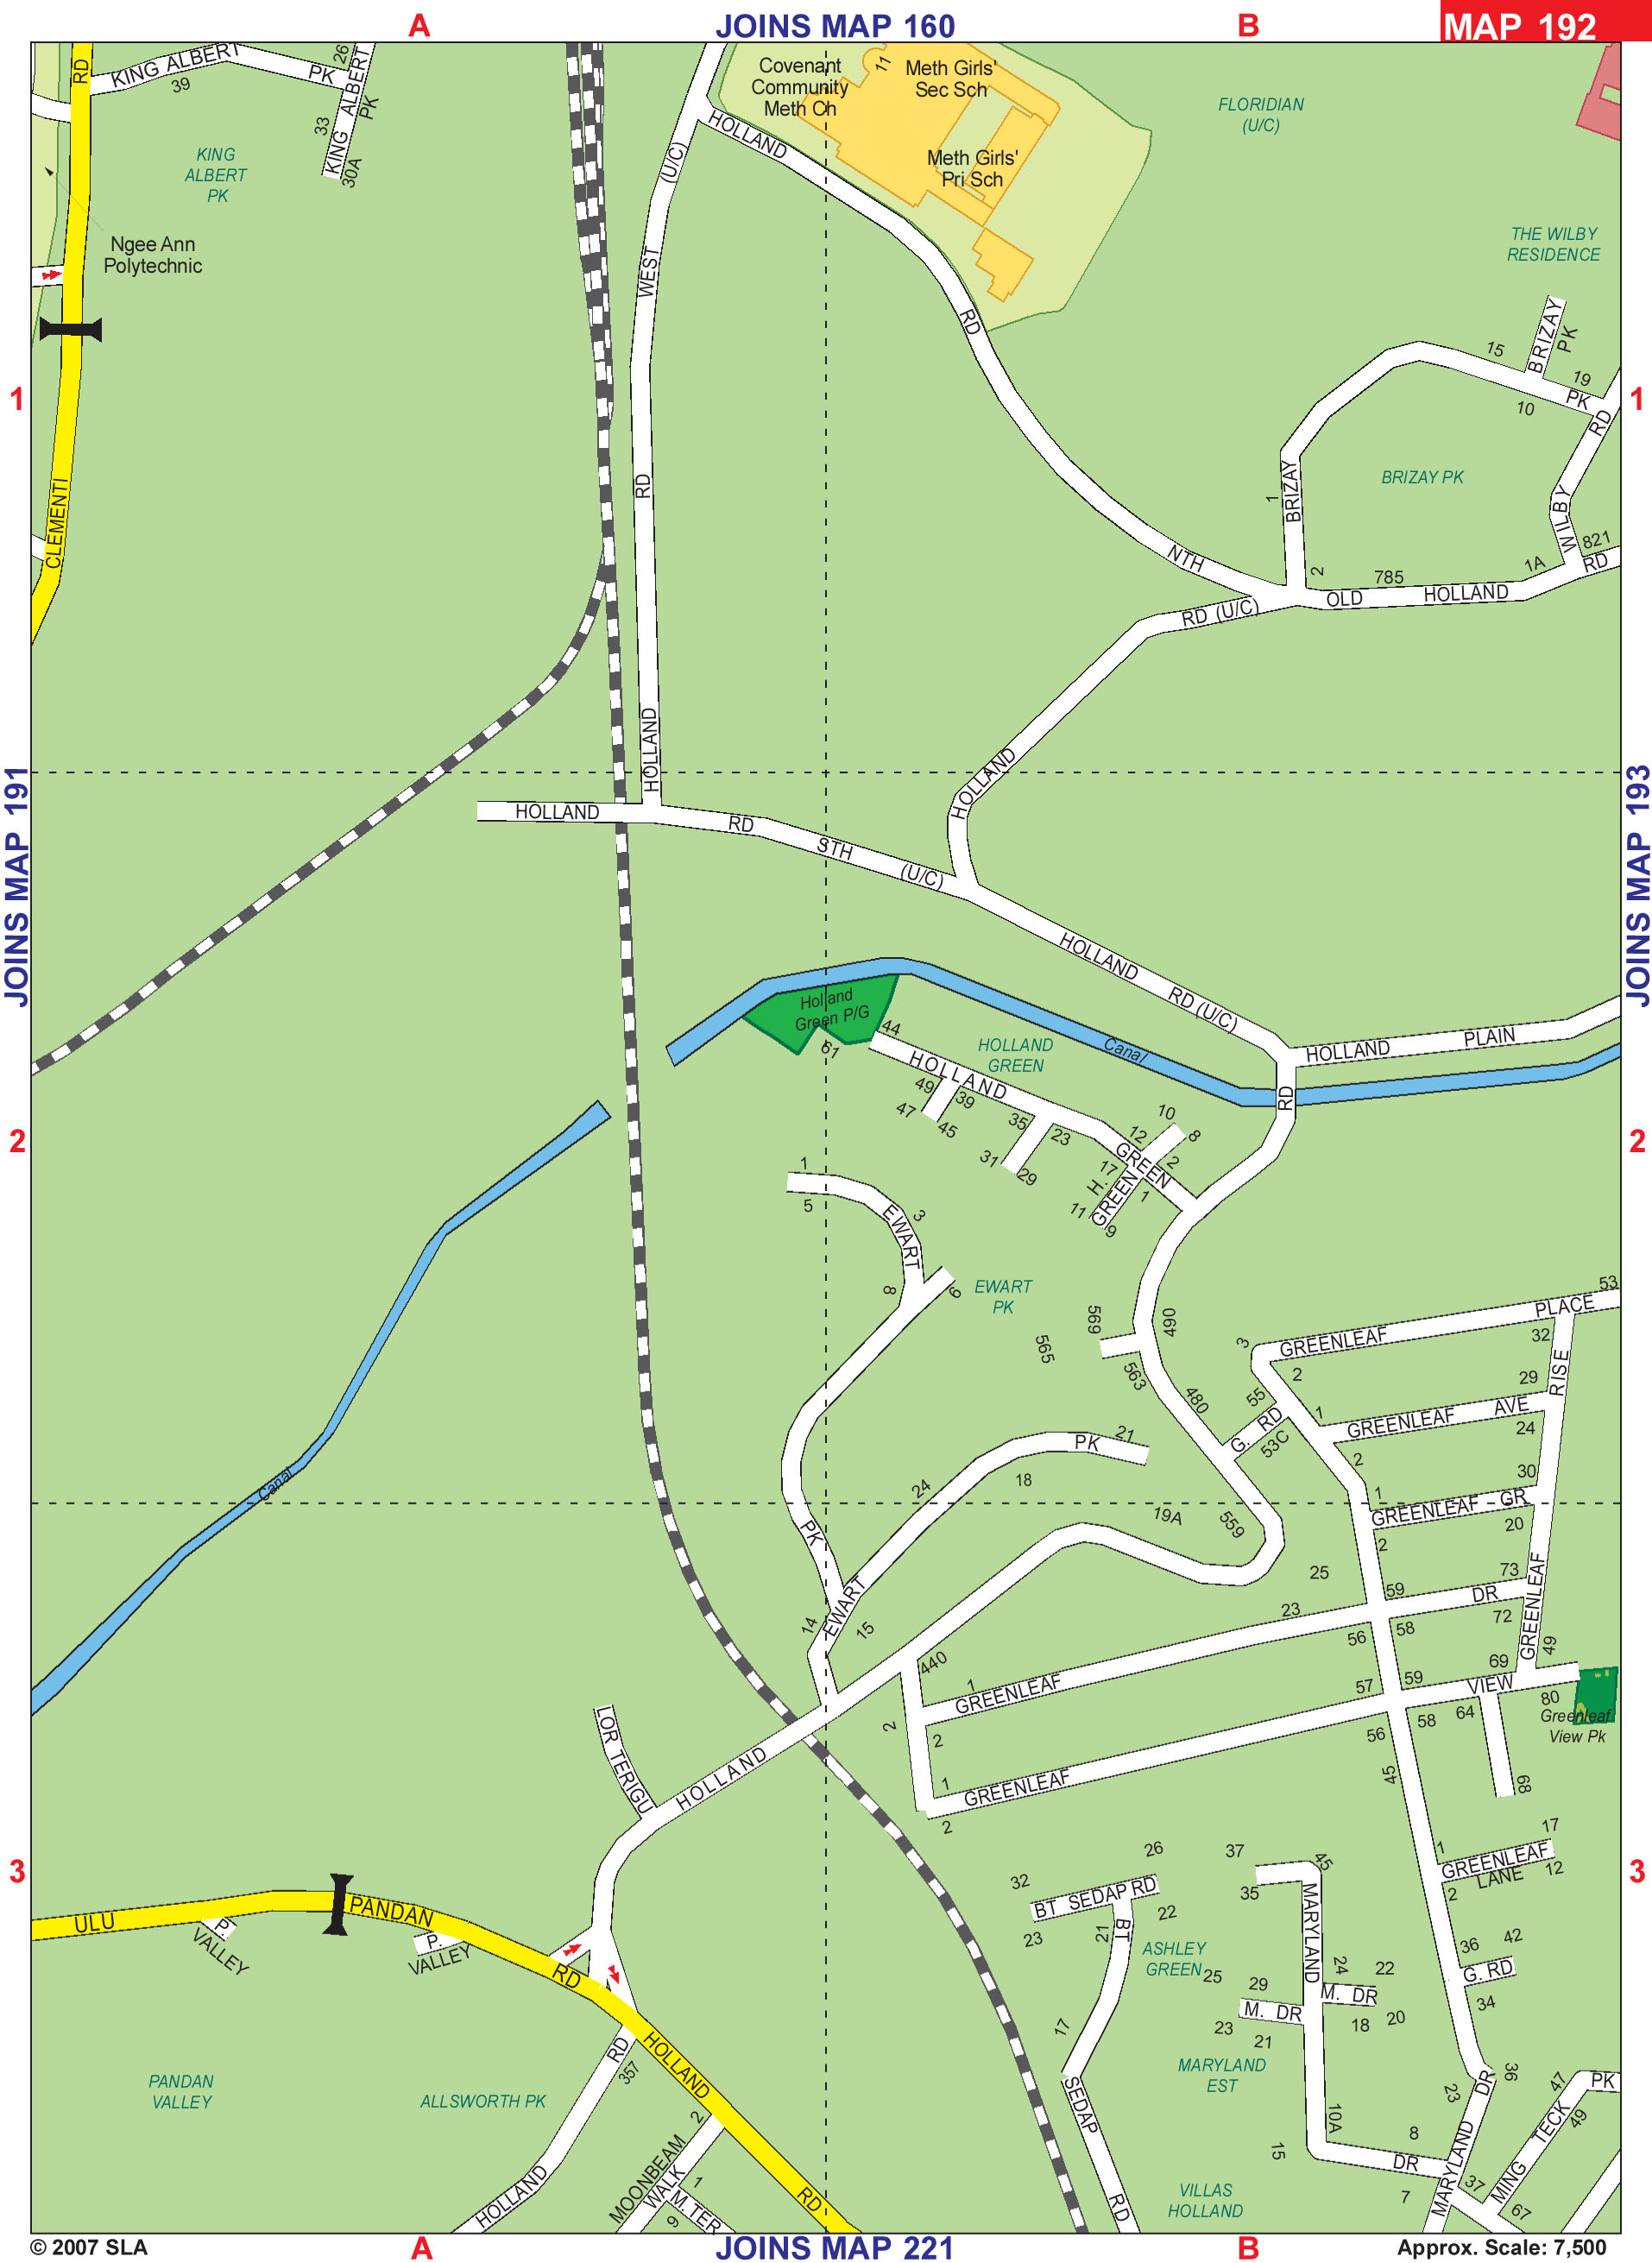 A
JOINS MAP 160
B
MAP 192
RD
KING ALBERT
39
PK
26
KING ALBERT
PK
33
30A
KING
ALBERT
PK
Ngee Ann
Polytechnic
CLEMENTI
Covenant
Community
Meth Ch
11
Meth Girls'
Sec Sch
Meth Girls'
Pri Sch
FLORIDIAN
(U/C)
THE WILBY
RESIDENCE
HOLLAND
RD
NTH
(U/C)
WEST
RD
HOLLAND
BRIZAY
PK
15
19
10
PK
RD
BRIZAY PK
1
BRIZAY
2
WILBY
1
1
785
1A
821
RD
OLD
HOLLAND
RD (U/C)
HOLLAND
JOINS MAP 191
JOINS MAP 193
HOLLAND
RD
STH
(U/C)
HOLLAND
RD (U/C)
HOLLAND
PLAIN
RD
Canal
Holland
Green P/G
61
44
HOLLAND
GREEN
HOLLAND
49
39
47
45
35
23
31
29
12
10
8
2
GREEN
17
H.
GREEN
1
11
9
2
2
1
5
3
EWART
8
6
EWART
PK
569
565
563
490
480
3
GREENLEAF
PLACE
53
32
2
55
G. RD
53C
1
GREENLEAF
AVE
29
24
RISE
2
30
1
GREENLEAF
GR
20
2
PK
21
24
18
19A
559
25
PK
14
EWART
15
Canal
73
59
DR
72
23
56
58
GREENLEAF
49
69
59
VIEW
57
80
64
58
56
Greenleaf
View Pk
440
1
GREENLEAF
2
2
1
GREENLEAF
2
45
89
LOR TERIGU
HOLLAND
3
3
1
GREENLEAF
LANE
17
12
2
26
32
BT SEDAP RD
22
23
21
BT
37
35
45
MARYLAND
ASHLEY
GREEN
25
29
24
22
M. DR
M. DR
23
21
18
20
36
42
G. RD
34
ULU
PANDAN
P.
VALLEY
P.
VALLEY
RD
17
MARYLAND
EST
SEDAP
RD
RD
357
HOLLAND
HOLLAND
RD
PANDAN
VALLEY
ALLSWORTH PK
2
MOONBEAM
WALK
1
M. TER
9
10A
15
8
DR
7
VILLAS
HOLLAND
23
36
DR
MARYLAND
37
47
PK
49
MING TECK
67
© 2007 SLA
A
JOINS MAP 221
B
Approx. Scale: 7,500